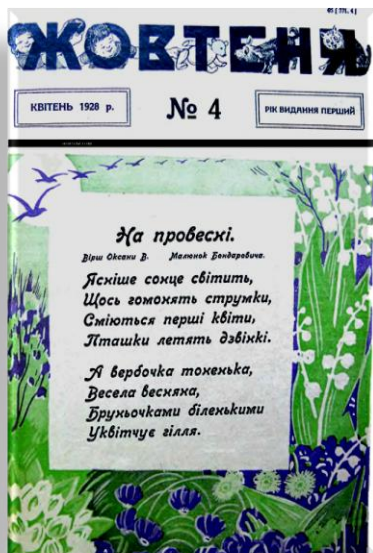 ЖОВТЕНЯ
КВІТЕНЬ 1928 р.
№ 4
РІК ВИДАННЯ ПЕРШИЙ
На провесні.
Вірш Оксани В. Малюнок Бондаровича.
Ясніше сонце світить,
Щось гомонять струмки,
Сміються перші квіти,
Пташки летять дзвінкі.
А вербочка тоненька,
Весела весняна,
Бруньочками біленькими
Уквітчує гілля.